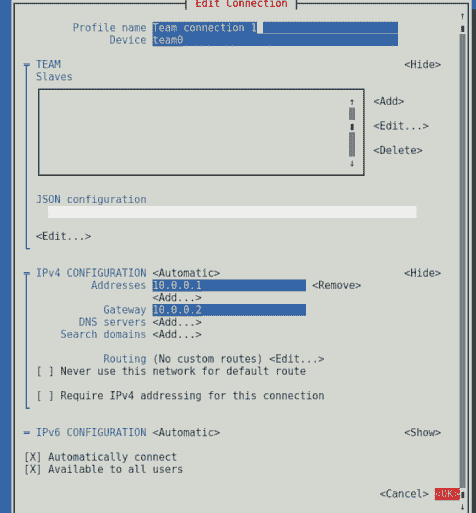 Edit Connection
Profile name Team connection 1
Device team0
TEAM <Hide>
Slaves
<Add>
<Edit...>
<Delete>
JSON configuration
<Edit...>
IPv4 CONFIGURATION <Automatic> <Hide>
Addresses 10.0.0.1 <Remove>
<Add...>
Gateway 10.0.0.2
DNS servers <Add...>
Search domains <Add...>
Routing (No custom routes) <Edit...>
[ ] Never use this network for default route
[ ] Require IPv4 addressing for this connection
IPv6 CONFIGURATION <Automatic> <Show>
[X] Automatically connect
[X] Available to all users
<Cancel> <OK>